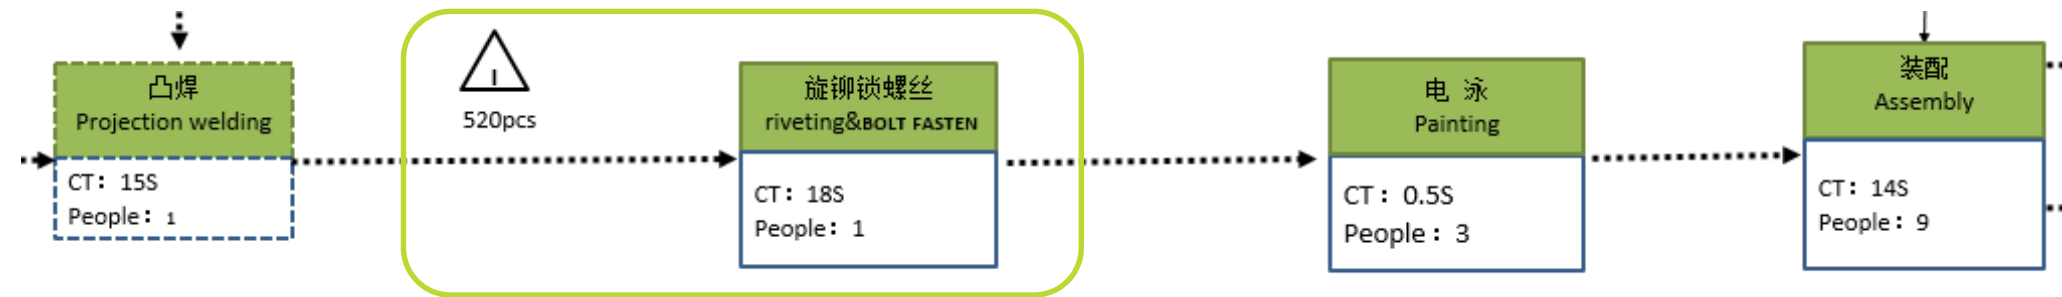 凸焊
Projection welding
CT：15S
People：1
I
520pcs
旋铆锁螺丝
riveting&BOLT FASTEN
CT：18S
People：1
电 泳
Painting
CT：0.5S
People：3
装配
Assembly
CT：14S
People：9